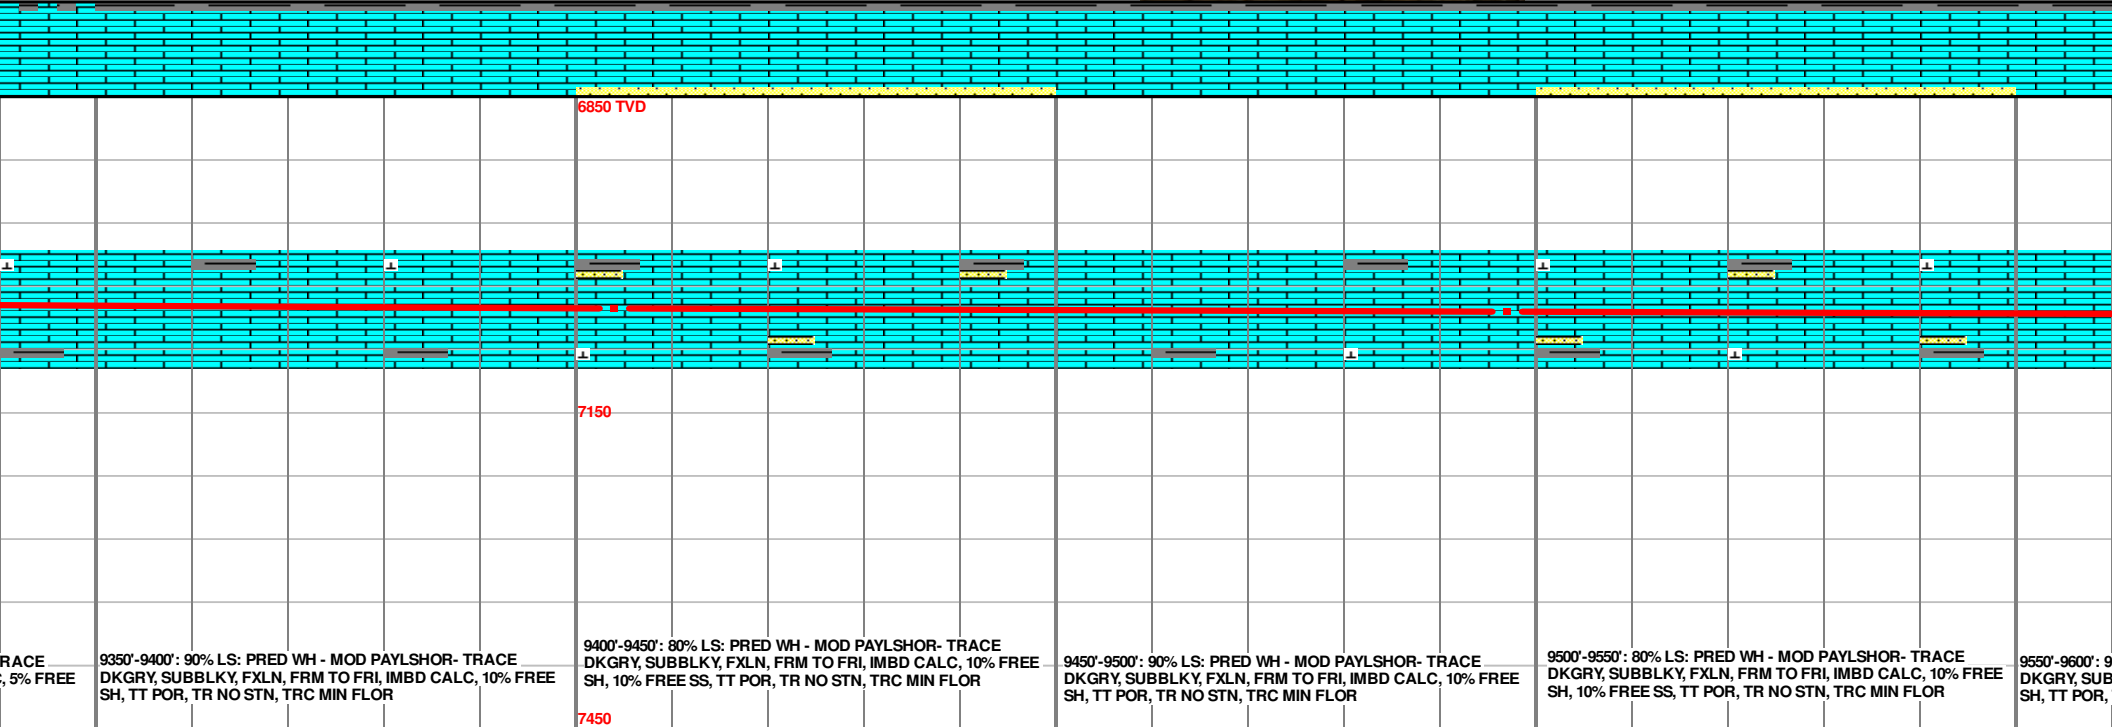 6850 TVD
7150
RACE
C, 5% FREE
9350'-9400': 90% LS: PRED WH - MOD PAYLSHOR- TRACE
DKGRY, SUBBLKY, FXLN, FRM TO FRI, IMBD CALC, 10% FREE
SH, TT POR, TR NO STN, TRC MIN FLOR
9400'-9450': 80% LS: PRED WH - MOD PAYLSHOR- TRACE
DKGRY, SUBBLKY, FXLN, FRM TO FRI, IMBD CALC, 10% FREE
SH, 10% FREE SS, TT POR, TR NO STN, TRC MIN FLOR
9450'-9500': 90% LS: PRED WH - MOD PAYLSHOR- TRACE
DKGRY, SUBBLKY, FXLN, FRM TO FRI, IMBD CALC, 10% FREE
SH, TT POR, TR NO STN, TRC MIN FLOR
9500'-9550': 80% LS: PRED WH - MOD PAYLSHOR- TRACE
DKGRY, SUBBLKY, FXLN, FRM TO FRI, IMBD CALC, 10% FREE
SH, 10% FREE SS, TT POR, TR NO STN, TRC MIN FLOR
9550'-9600': 9
DKGRY, SUB
SH, TT POR,
7450